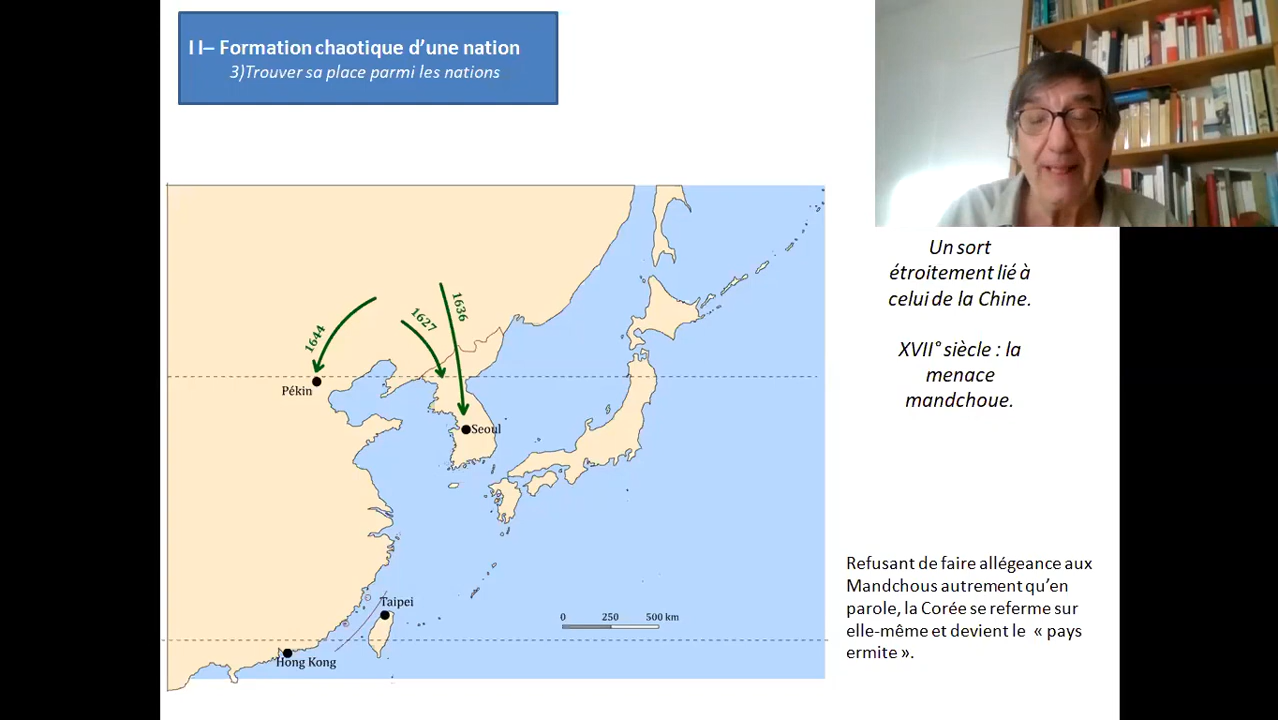 I I– Formation chaotique d’une nation
3)Trouver sa place parmi les nations
Un sort
étroitement lié à
celui de la Chine.
XVII° siècle : la
menace
mandchoue.
1644
1627
1636
Pékin
Seoul
Taipei
Hong Kong
0 250 500 km
Refusant de faire allégeance aux
Mandchous autrement qu’en
parole, la Corée se referme sur
elle-même et devient le « pays
ermite ».